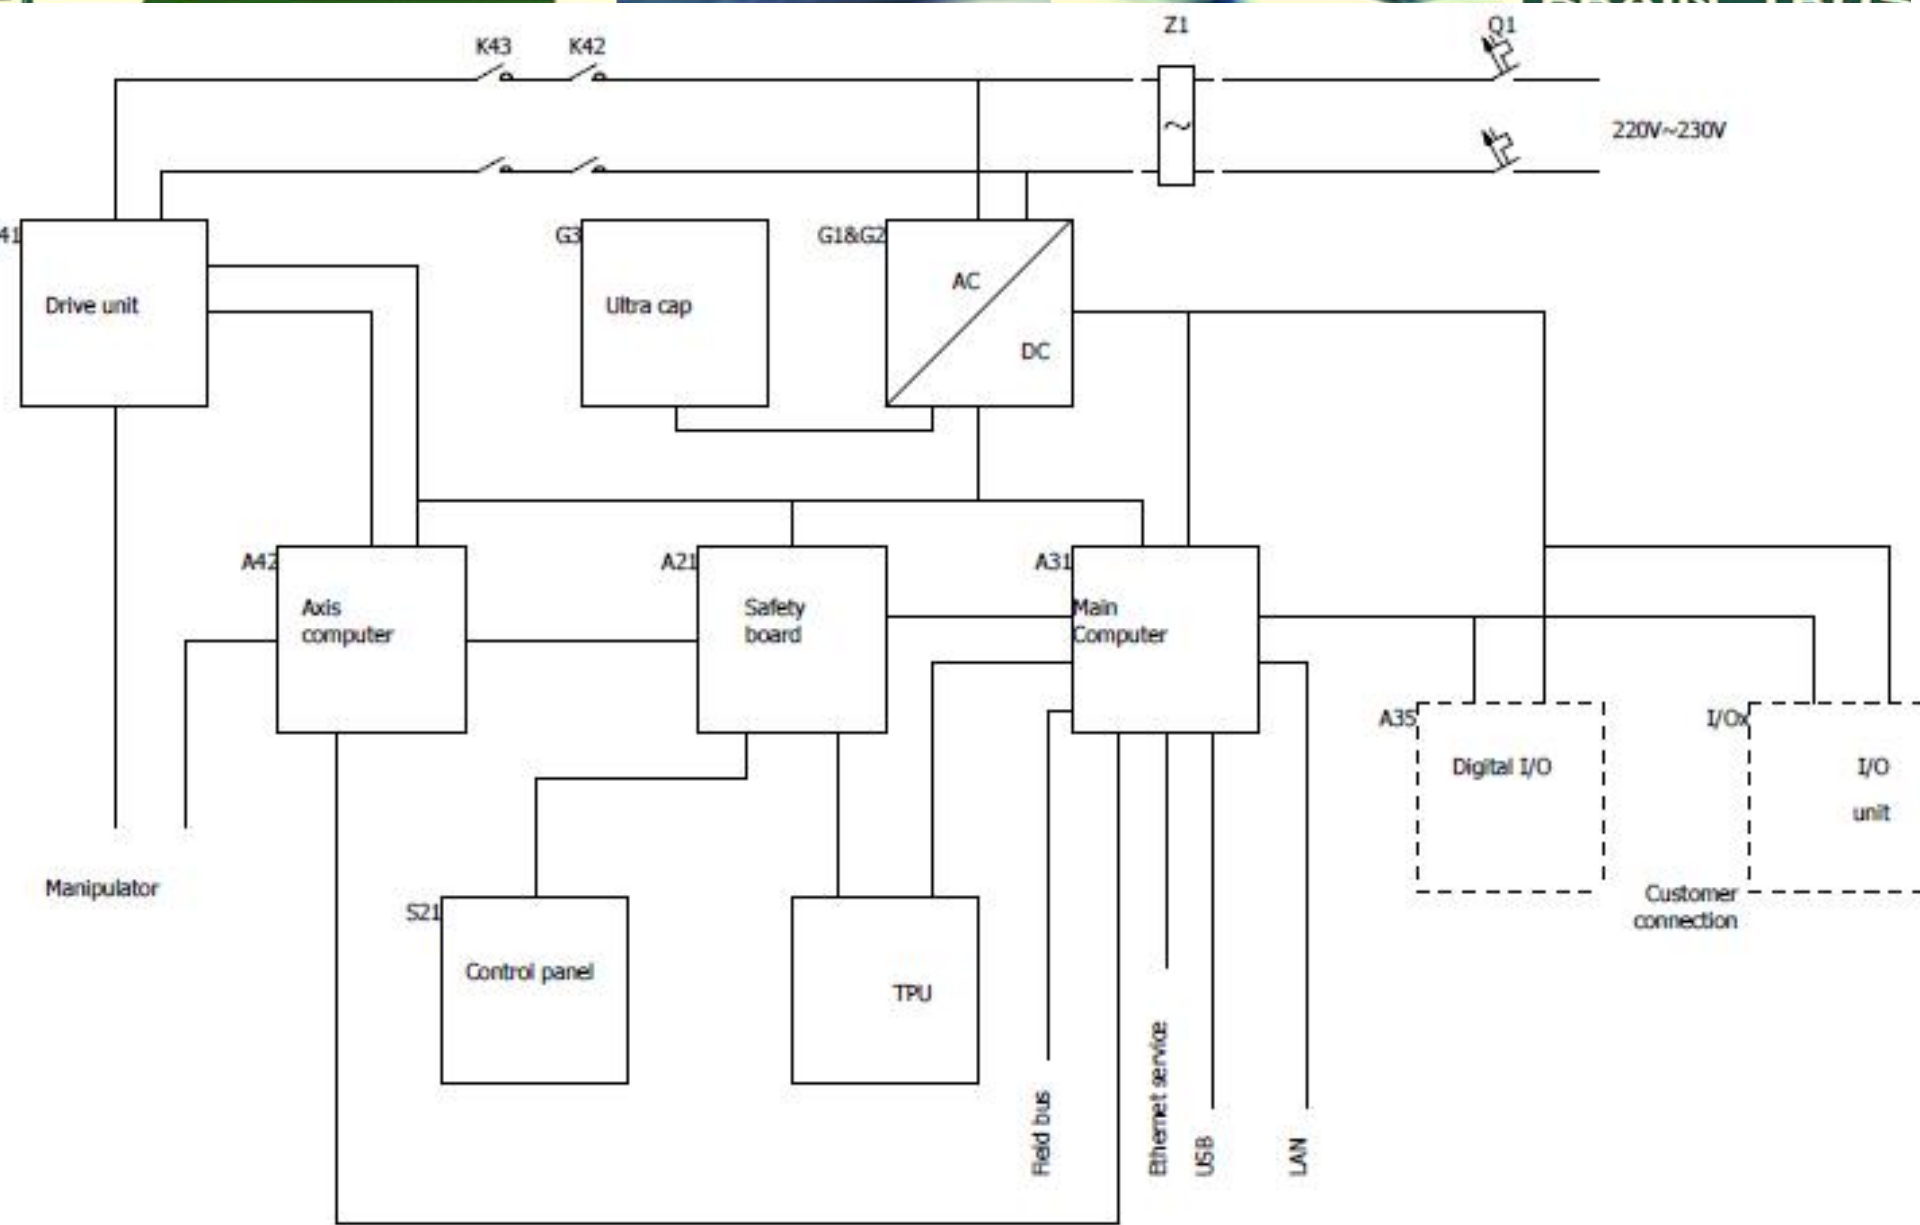 Z1
Q1
K43
K42
220V~230V
41
G3
G1&G2
Drive unit
Ultra cap
AC
DC
A42
A21
A31
Axis
computer
Safety
board
Main
Computer
A35
I/Ox
Digital I/O
I/O
unit
Manipulator
Customer
connection
S21
Control panel
TPU
Field bus
Ethernet service
USB
LAN